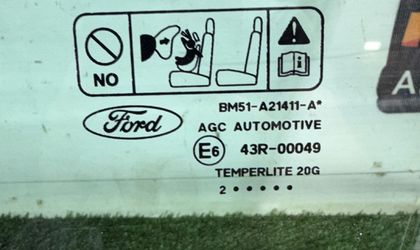 NO
BM51-A21411-A*
Ford
AGC AUTOMOTIVE
E6 43R-00049
TEMPERLITE 20G
2 • • • • •
A